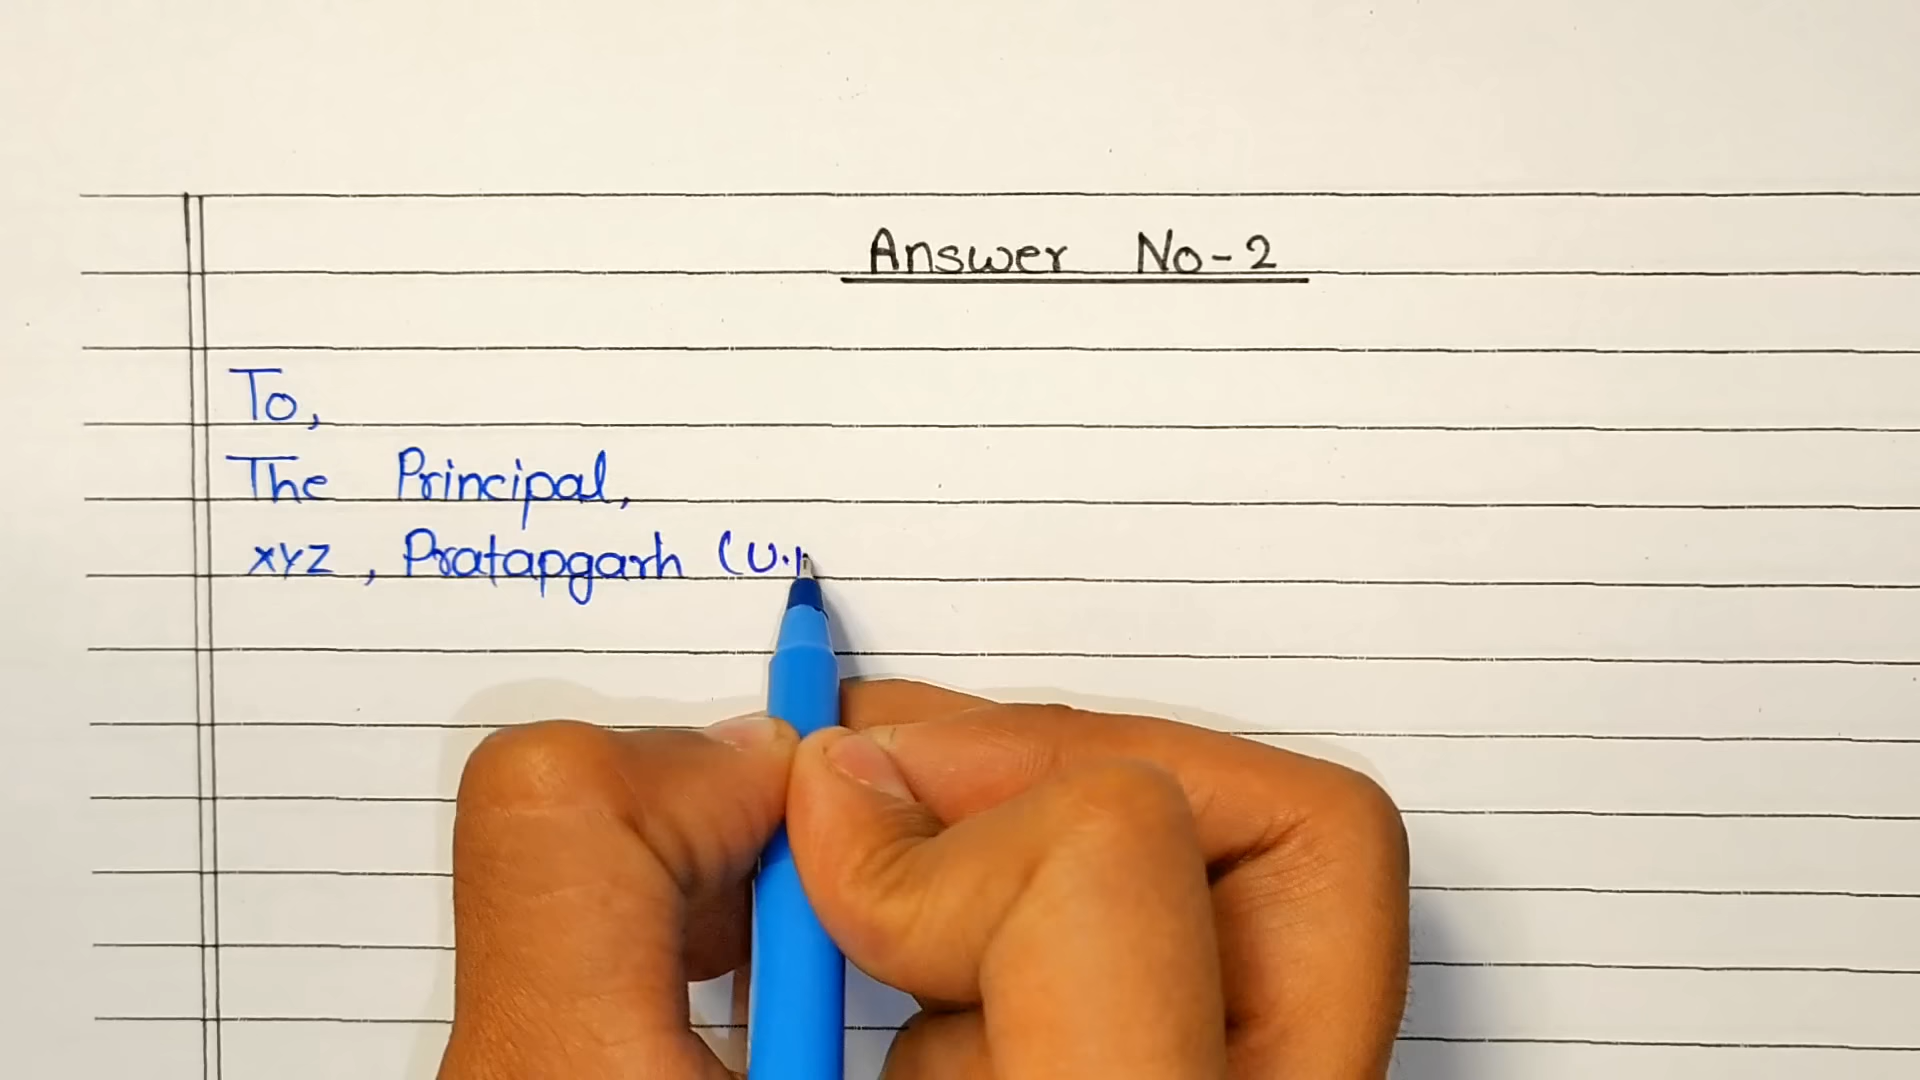 Answer No-2
To,
The Principal,
XYZ, Pratapgarh (U.